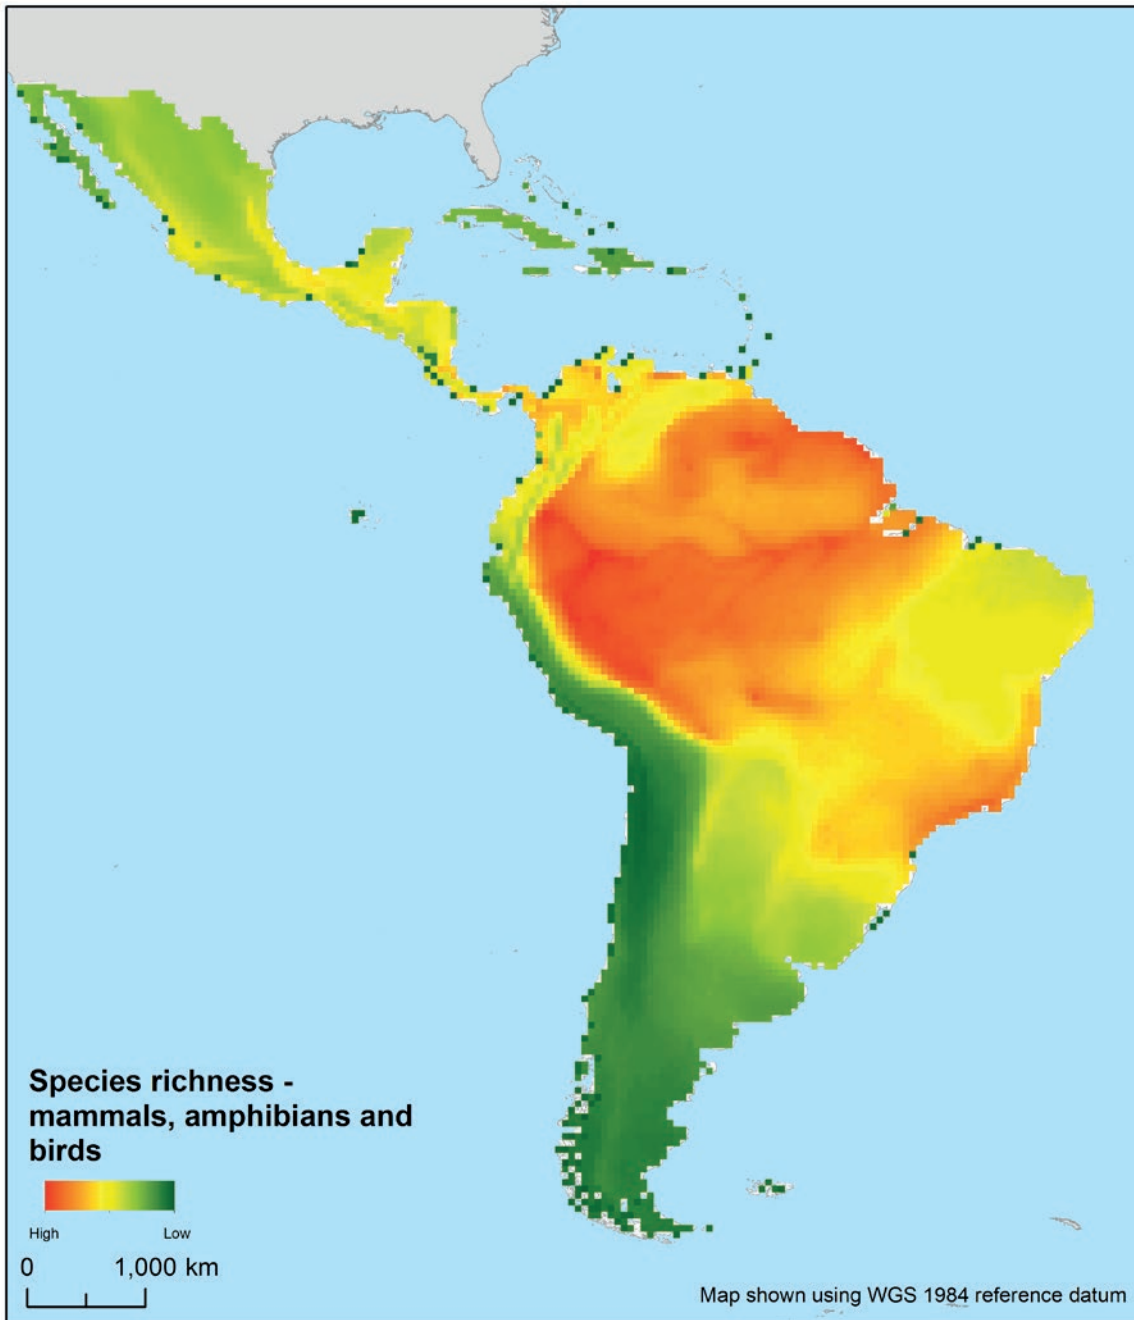 Species richness -
mammals, amphibians and
birds
High Low
0 1,000 km
Map shown using WGS 1984 reference datum